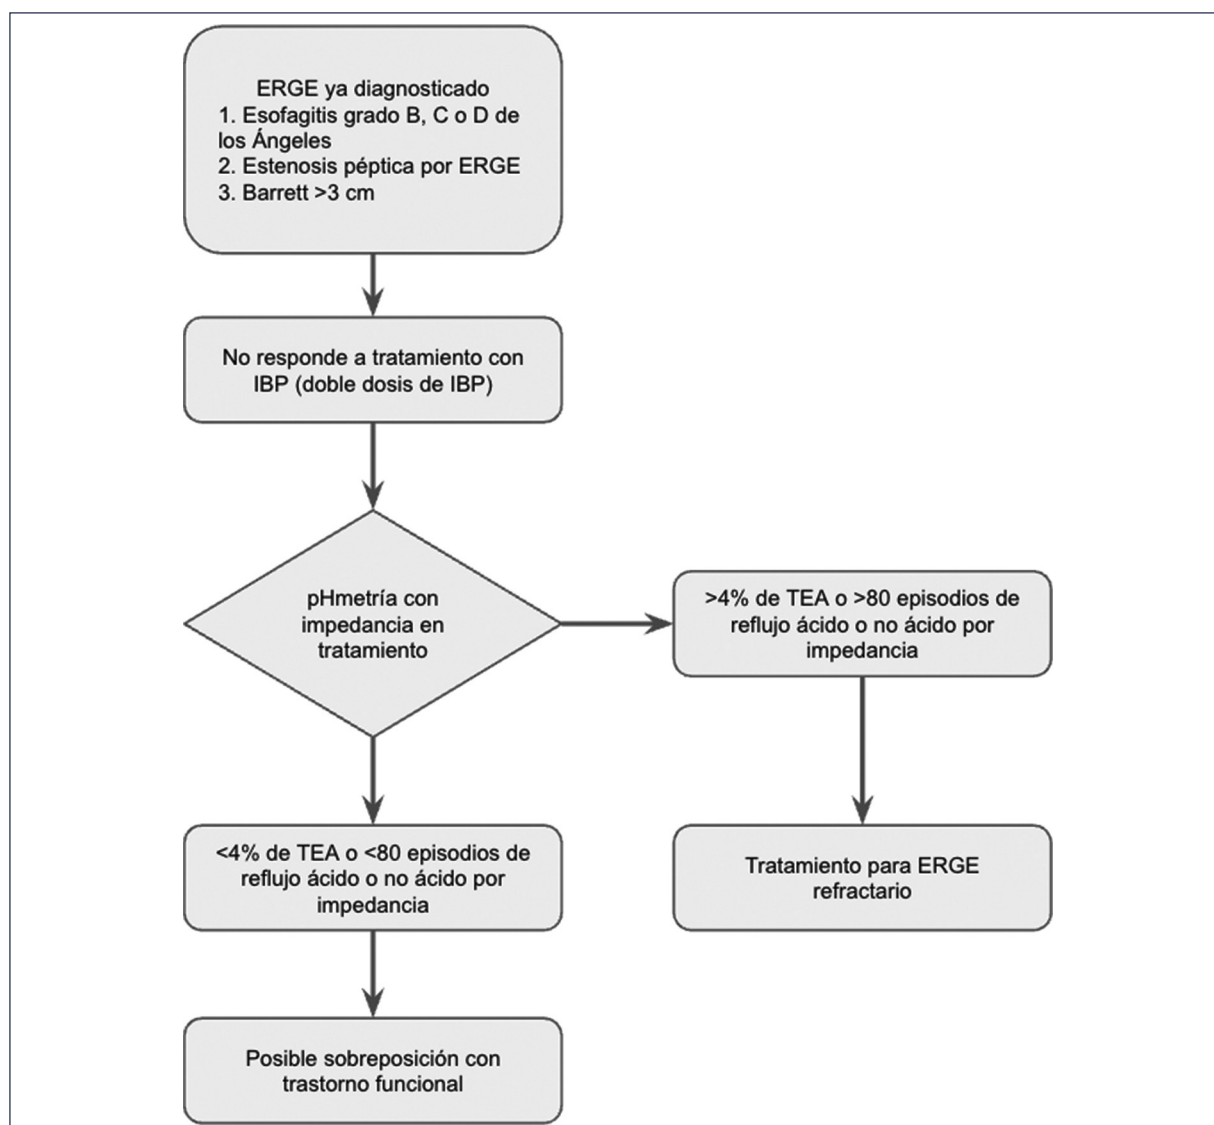 ERGE ya diagnosticado
1. Esofagitis grado B, C o D de
los Ángeles
2. Estenosis péptica por ERGE
3. Barrett >3 cm
No responde a tratamiento con
IBP (doble dosis de IBP)
pHmetría con
impedancia en
tratamiento
>4% de TEA o >80 episodios de
reflujo ácido o no ácido por
impedancia
<4% de TEA o <80 episodios de
reflujo ácido o no ácido por
impedancia
Tratamiento para ERGE
refractario
Posible sobreposición con
trastorno funcional